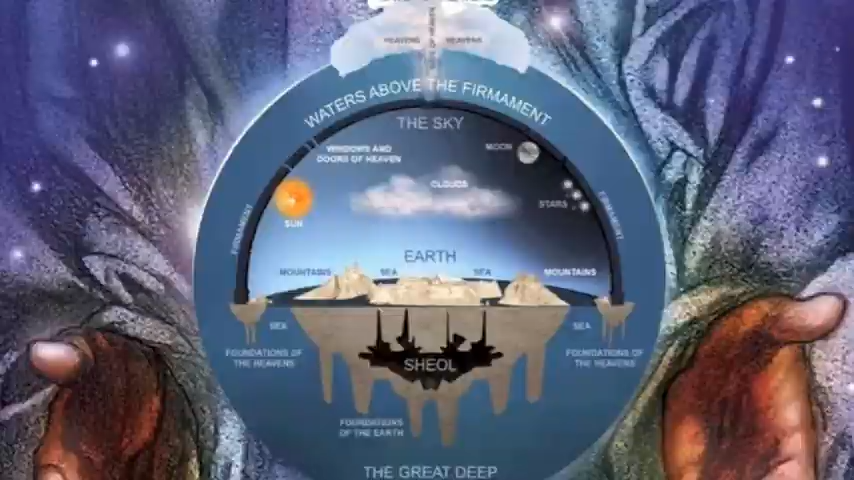 HEAVENS HEAVENS
WATERS ABOVE THE FIRMAMENT
THE SKY
WINDOWS AND
DOORS OF HEAVEN
MOON
CLOUDS
STARS
SUN
FIRMAMENT
FIRMAMENT
EARTH
MOUNTAINS
SEA
SEA
MOUNTAINS
SEA
SEA
FOUNDATIONS OF
THE HEAVENS
FOUNDATIONS OF
THE HEAVENS
SHEOL
FOUNDATIONS
OF THE EARTH
THE GREAT DEEP